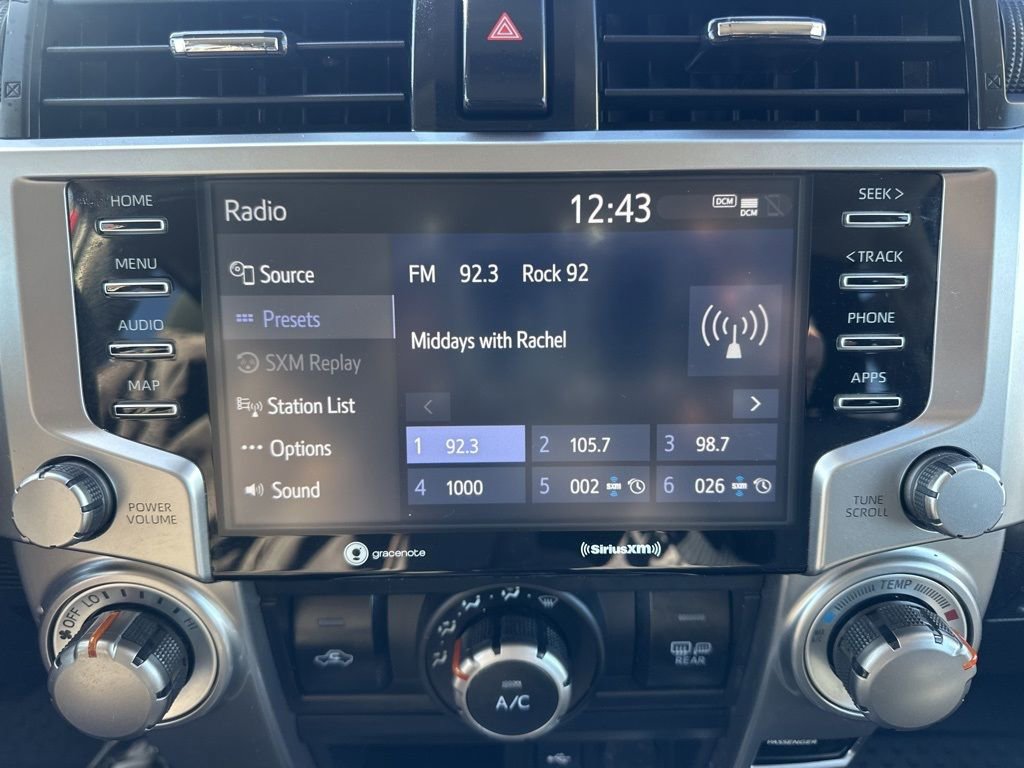 HOME
MENU
AUDIO
MAP
POWER
VOLUME
Radio
12:43
DCM
DCM
Source
Presets
SXM Replay
Station List
Options
Sound
FM 92.3 Rock 92
Middays with Rachel
< >
1 92.3 2 105.7 3 98.7
4 1000 5 002 SXM 6 026 SXM
gracenote
((SiriusXM))
SEEK >
< TRACK
PHONE
APPS
TUNE
SCROLL
OFF LO HI
A/C
REAR
TEMP
PASSENGER